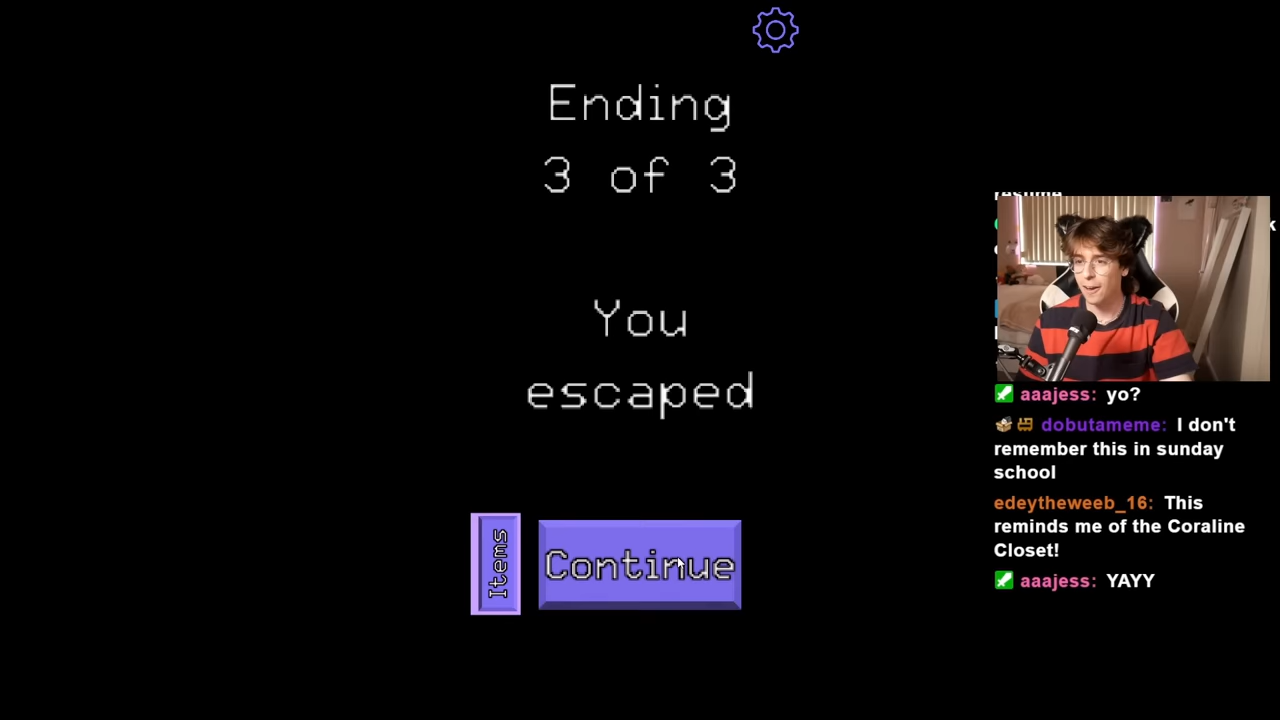 Ending
3 of 3
You
escaped
Items
Continue
aaajess: yo?
dobutameme: I don't
remember this in sunday
school
edeytheweeb_16: This
reminds me of the Coraline
Closet!
aaajess: YAYY